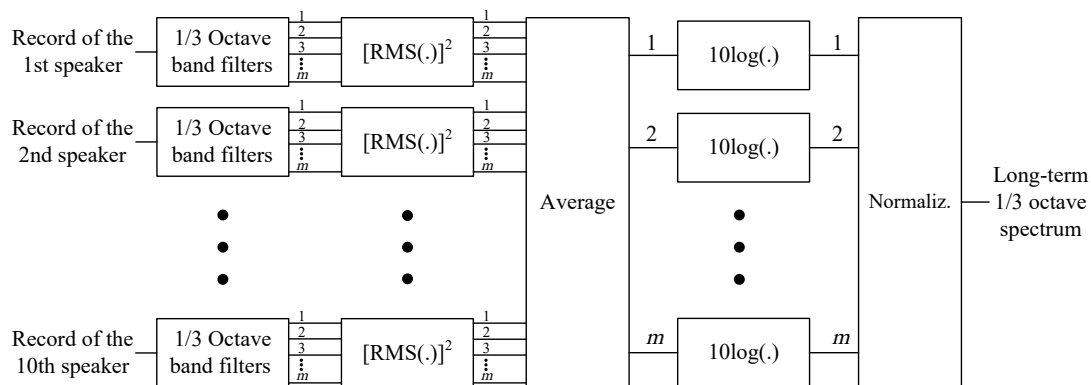 Record of the
1st speaker
1/3 Octave
band filters
1
2
3
m
[RMS(.)]²
1
2
3
m
Record of the
2nd speaker
1/3 Octave
band filters
1
2
3
m
[RMS(.)]²
1
2
3
m
Record of the
10th speaker
1/3 Octave
band filters
1
2
3
m
[RMS(.)]²
1
2
3
m
Average
1
10log(.)
1
2
10log(.)
2
m
10log(.)
m
Normaliz.
Long-term
1/3 octave
spectrum